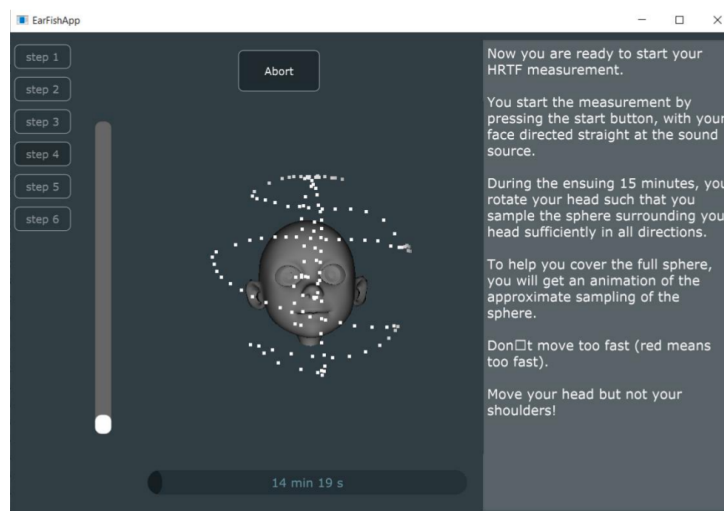 EarFishApp
step 1
step 2
step 3
step 4
step 5
step 6
Abort
14 min 19 s
Now you are ready to start your
HRTF measurement.
You start the measurement by
pressing the start button, with your
face directed straight at the sound
source.
During the ensuing 15 minutes, you
rotate your head such that you
sample the sphere surrounding you
head sufficiently in all directions.
To help you cover the full sphere,
you will get an animation of the
approximate sampling of the
sphere.
Don□t move too fast (red means
too fast).
Move your head but not your
shoulders!